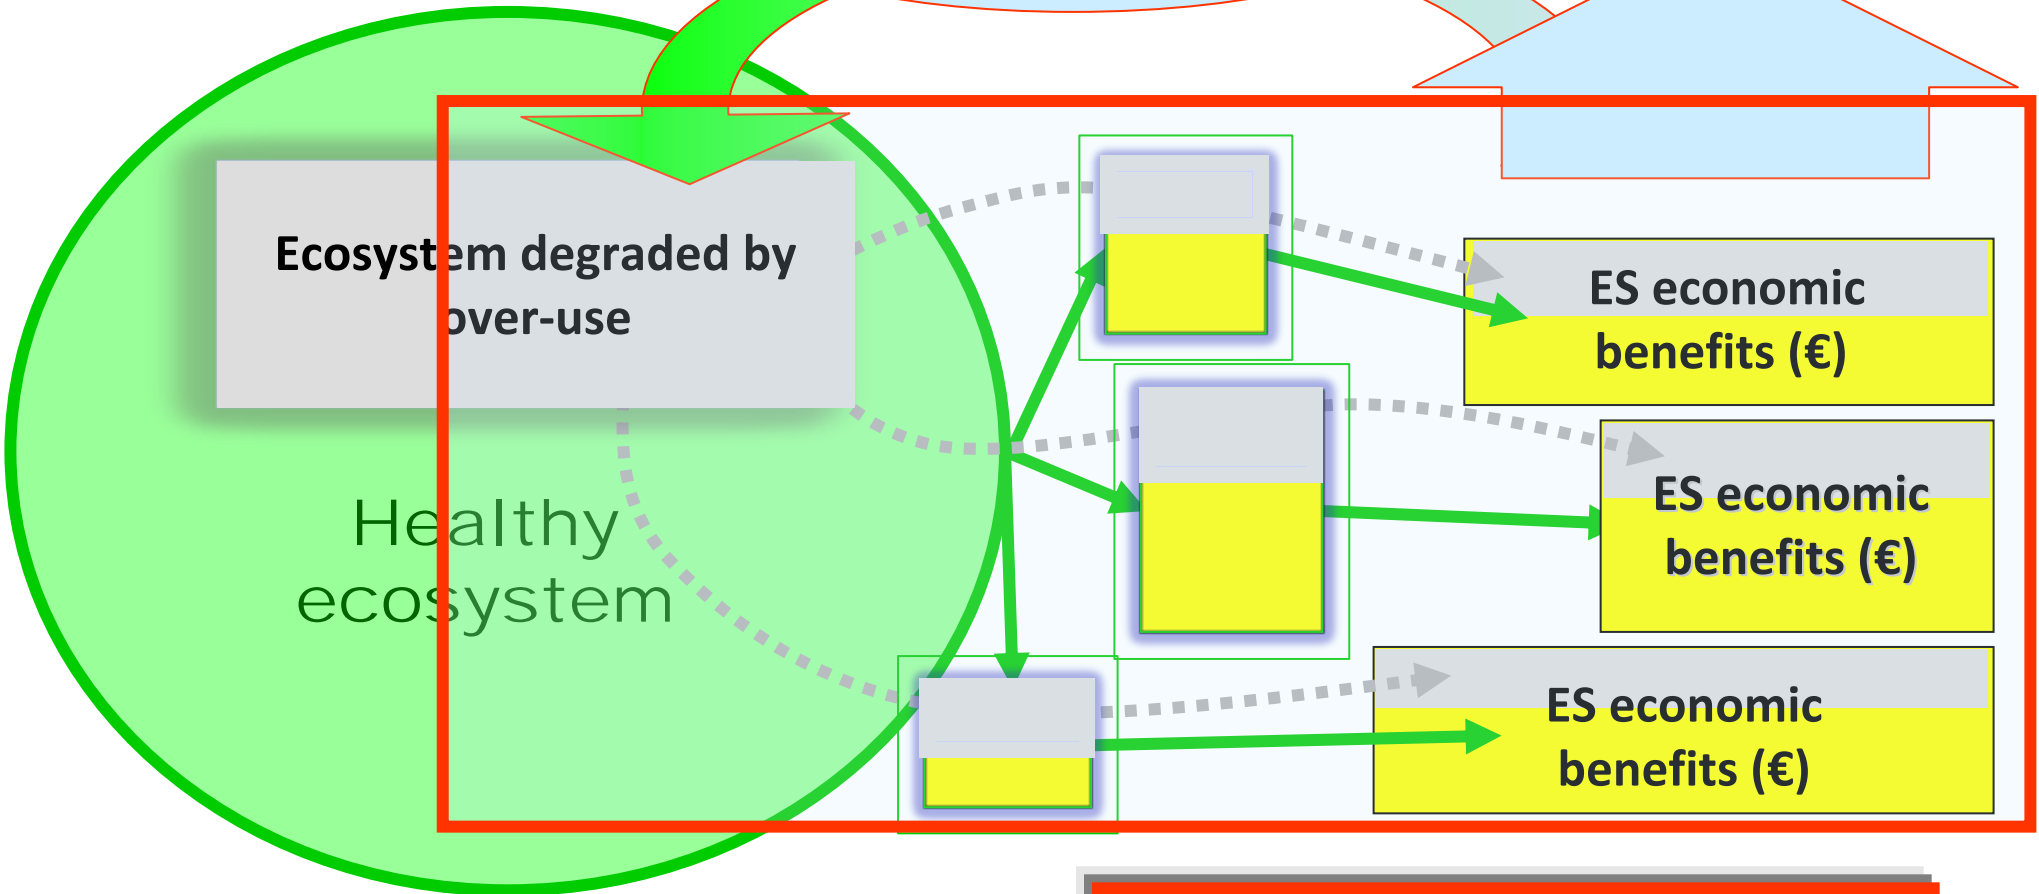 Ecosystem degraded by
over-use
Healthy
ecosystem
ES economic
benefits (€)
ES economic
benefits (€)
ES economic
benefits (€)